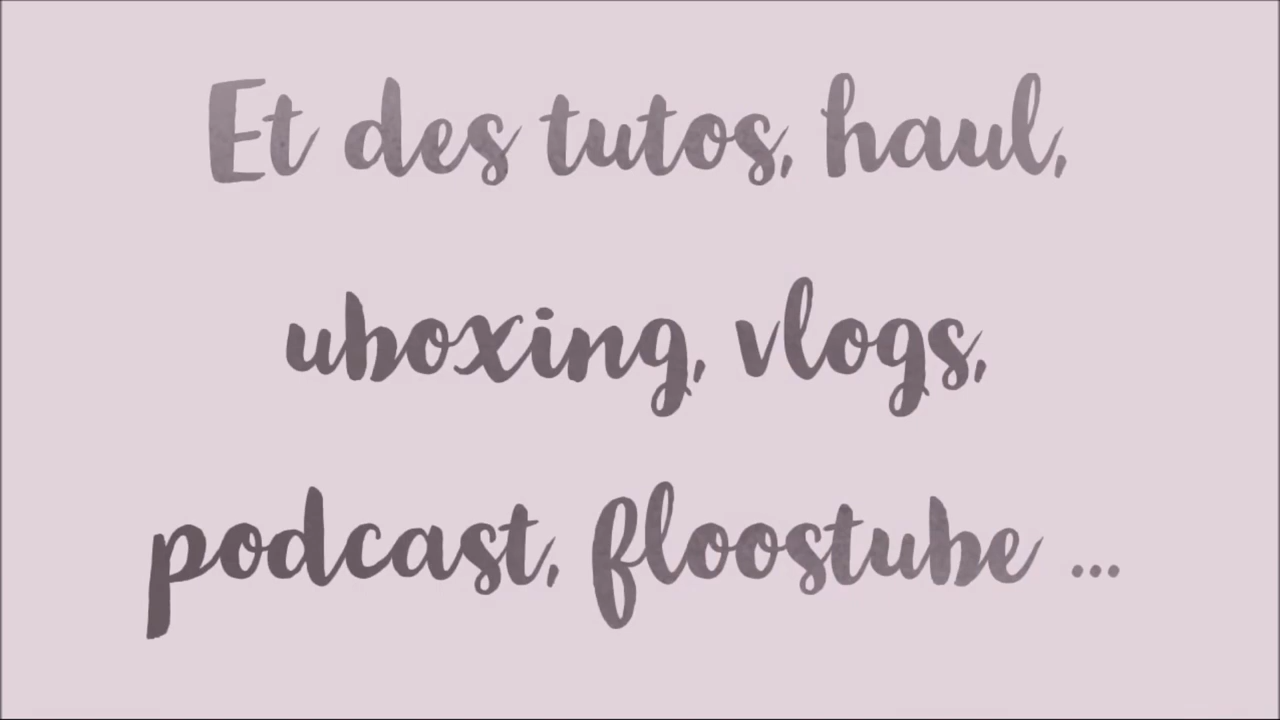 Et des tutos, haul,
uboxing, vlogs,
podcast, floostube ...